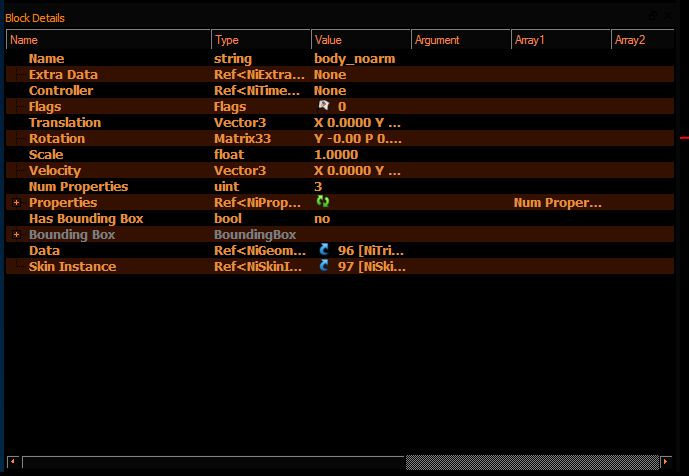 Block Details
Name Type Value Argument Array1 Array2
Name string body_noarm
Extra Data Ref<NiExtra... None
Controller Ref<NiTime... None
Flags Flags 0
Translation Vector3 X 0.0000 Y ...
Rotation Matrix33 Y -0.00 P 0....
Scale float 1.0000
Velocity Vector3 X 0.0000 Y ...
Num Properties uint 3
Properties Ref<NiProp... Num Proper...
Has Bounding Box bool no
Bounding Box BoundingBox
Data Ref<NiGeom... 96 [NiTri...
Skin Instance Ref<NiSkinI... 97 [NiSki...